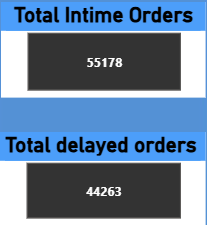 Total Intime Orders
55178
Total delayed orders
44263